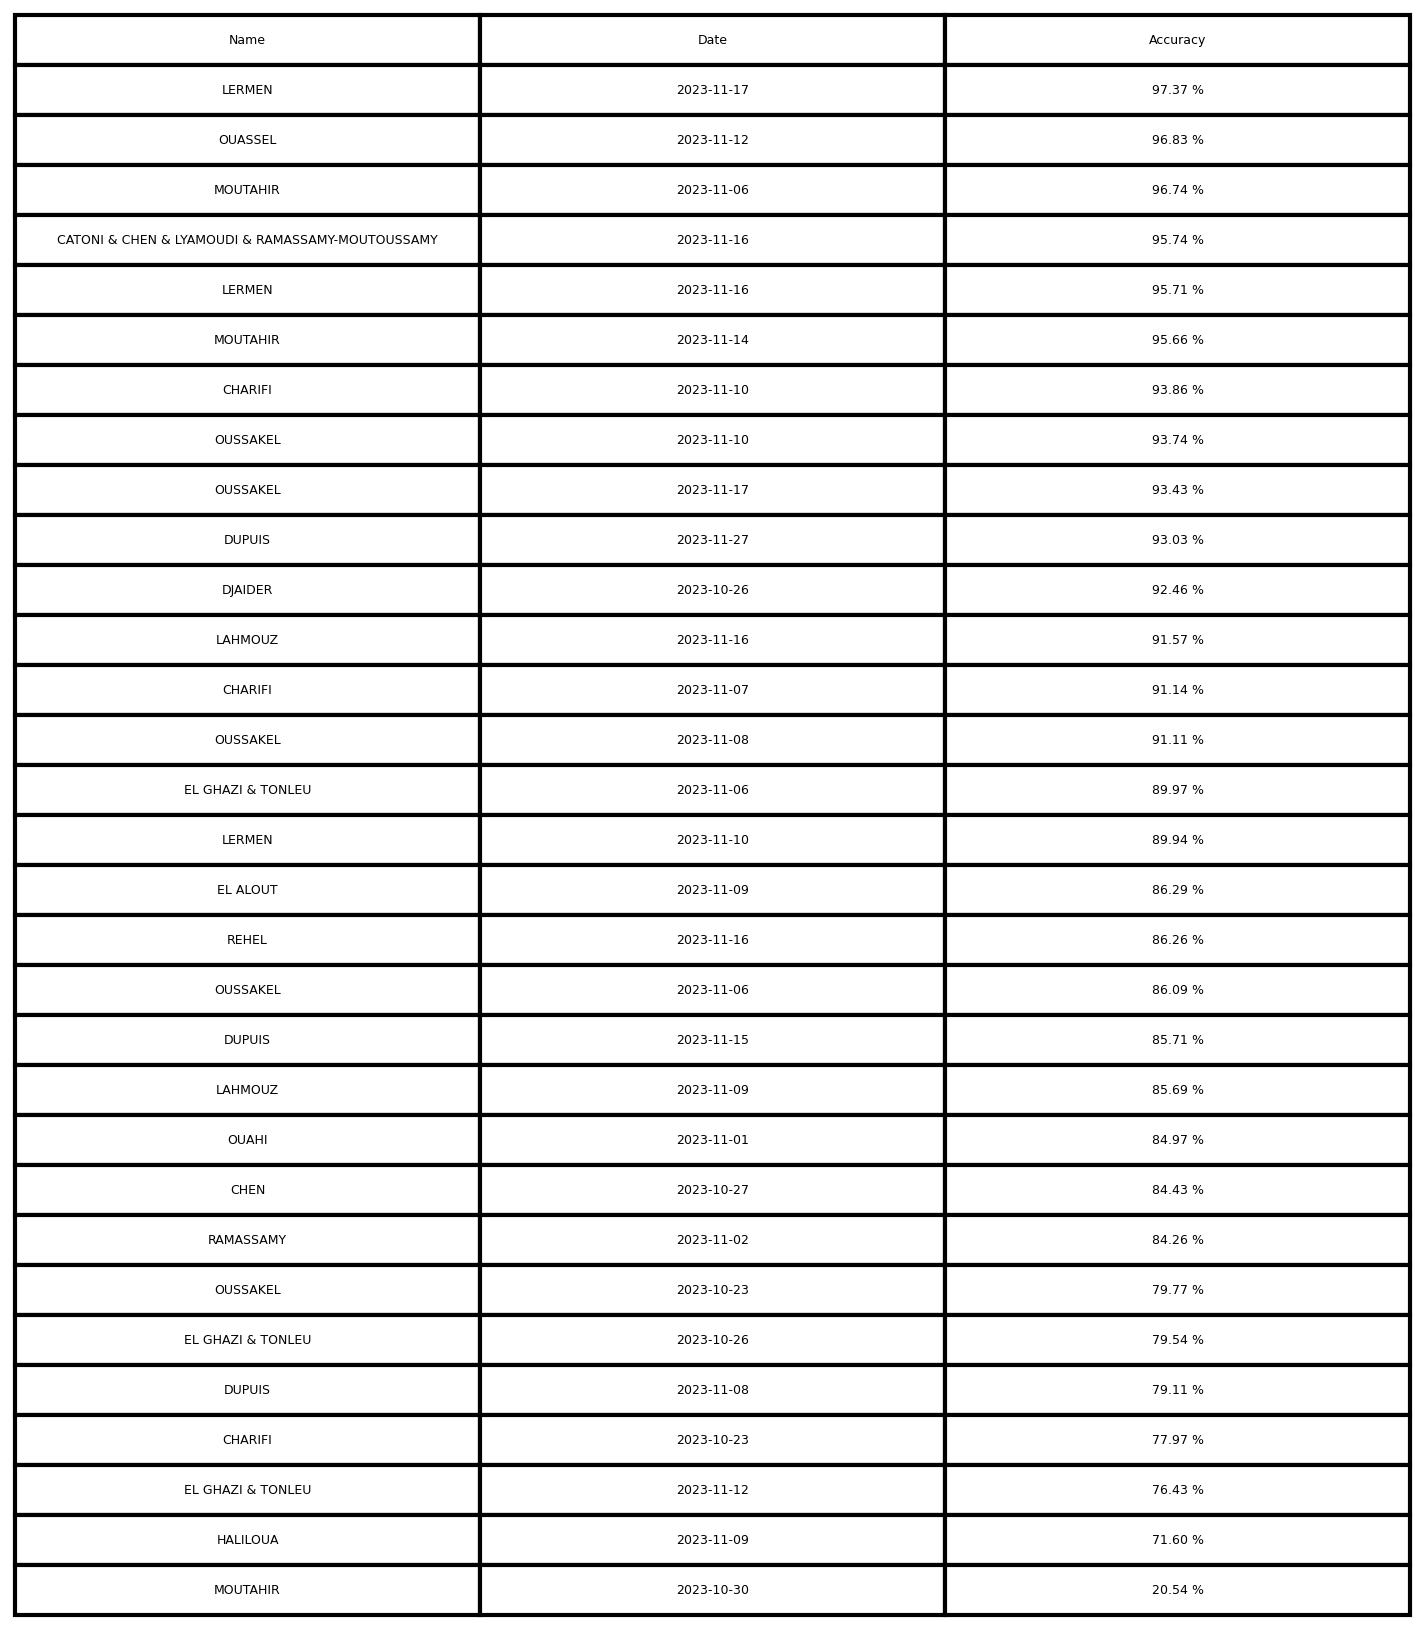 Name Date Accuracy
LERMEN 2023-11-17 97.37 %
OUASSEL 2023-11-12 96.83 %
MOUTAHIR 2023-11-06 96.74 %
CATONI & CHEN & LYAMOUDI & RAMASSAMY-MOUTOUSSAMY 2023-11-16 95.74 %
LERMEN 2023-11-16 95.71 %
MOUTAHIR 2023-11-14 95.66 %
CHARIFI 2023-11-10 93.86 %
OUSSAKEL 2023-11-10 93.74 %
OUSSAKEL 2023-11-17 93.43 %
DUPUIS 2023-11-27 93.03 %
DJAIDER 2023-10-26 92.46 %
LAHMOUZ 2023-11-16 91.57 %
CHARIFI 2023-11-07 91.14 %
OUSSAKEL 2023-11-08 91.11 %
EL GHAZI & TONLEU 2023-11-06 89.97 %
LERMEN 2023-11-10 89.94 %
EL ALOUT 2023-11-09 86.29 %
REHEL 2023-11-16 86.26 %
OUSSAKEL 2023-11-06 86.09 %
DUPUIS 2023-11-15 85.71 %
LAHMOUZ 2023-11-09 85.69 %
OUAHI 2023-11-01 84.97 %
CHEN 2023-10-27 84.43 %
RAMASSAMY 2023-11-02 84.26 %
OUSSAKEL 2023-10-23 79.77 %
EL GHAZI & TONLEU 2023-10-26 79.54 %
DUPUIS 2023-11-08 79.11 %
CHARIFI 2023-10-23 77.97 %
EL GHAZI & TONLEU 2023-11-12 76.43 %
HALILOUA 2023-11-09 71.60 %
MOUTAHIR 2023-10-30 20.54 %